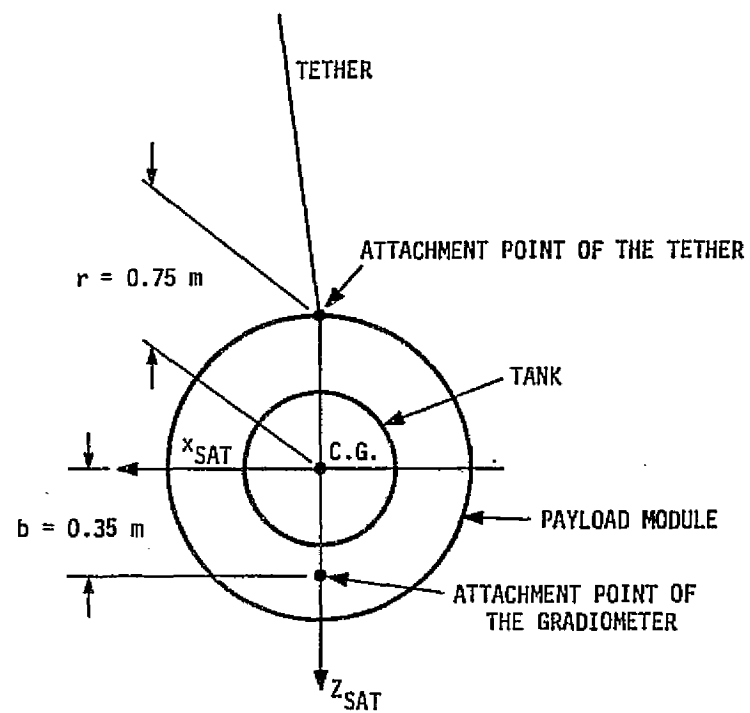 TETHER
ATTACHMENT POINT OF THE TETHER
r = 0.75 m
TANK
XSAT
C.G.
b = 0.35 m
PAYLOAD MODULE
ATTACHMENT POINT OF
THE GRADIOMETER
ZSAT